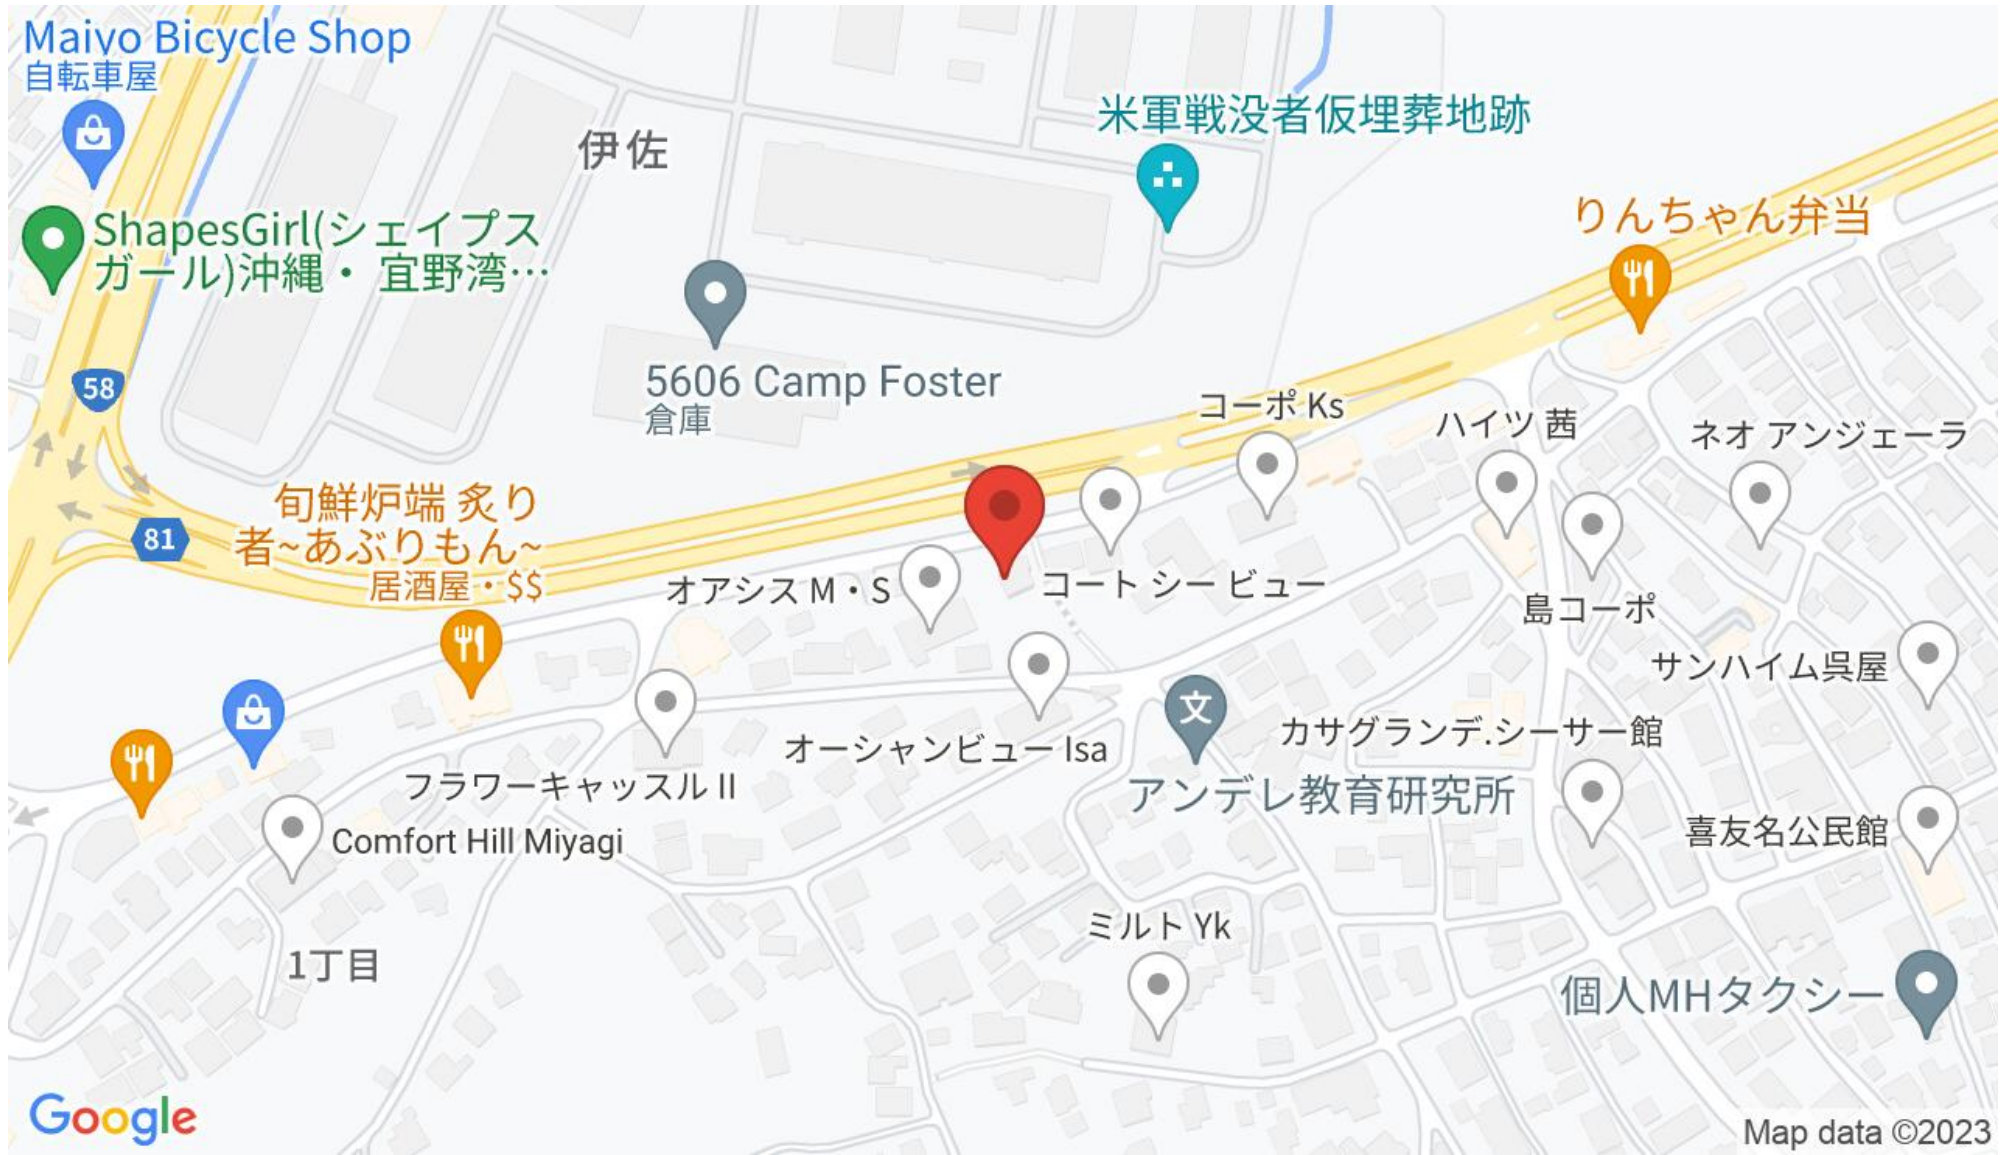 Maivo Bicycle Shop
自転車屋
伊佐
米軍戦没者仮埋葬地跡
ShapesGirl(シェイプス
ガール)沖縄・ 宜野湾…
りんちゃん弁当
58
5606 Camp Foster
倉庫
コーポ Ks
ハイツ 茜
ネオ アンジェーラ
81
旬鮮炉端 炙り
者~あぶりもん~
居酒屋・$$
オアシス M・S
コート シー ビュー
島コーポ
サンハイム呉屋
文
カサグランデ.シーサー館
オーシャンビュー Isa
フラワーキャッスル II
アンデレ教育研究所
Comfort Hill Miyagi
喜友名公民館
ミルト Yk
1丁目
個人MHタクシー
Google
Map data ©2023